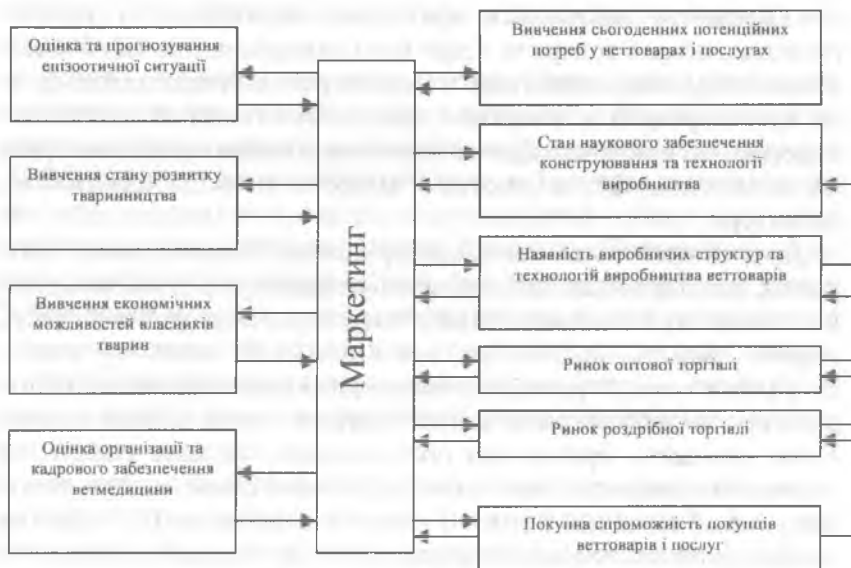 Оцінка та прогнозування
епізоотичної ситуації
Вивчення стану розвитку
тваринництва
Вивчення економічних
можливостей власників
тварин
Оцінка організації та
кадрового забезпечення
ветмедицини
Маркетинг
Вивчення сьогоденних потенційних
потреб у веттоварах і послугах
Стан наукового забезпечення
конструювання та технології
виробництва
Наявність виробничих структур та
технологій виробництва веттоварів
Ринок оптової торгівлі
Ринок роздрібної торгівлі
Покупна спроможність покупців
веттоварів і послуг